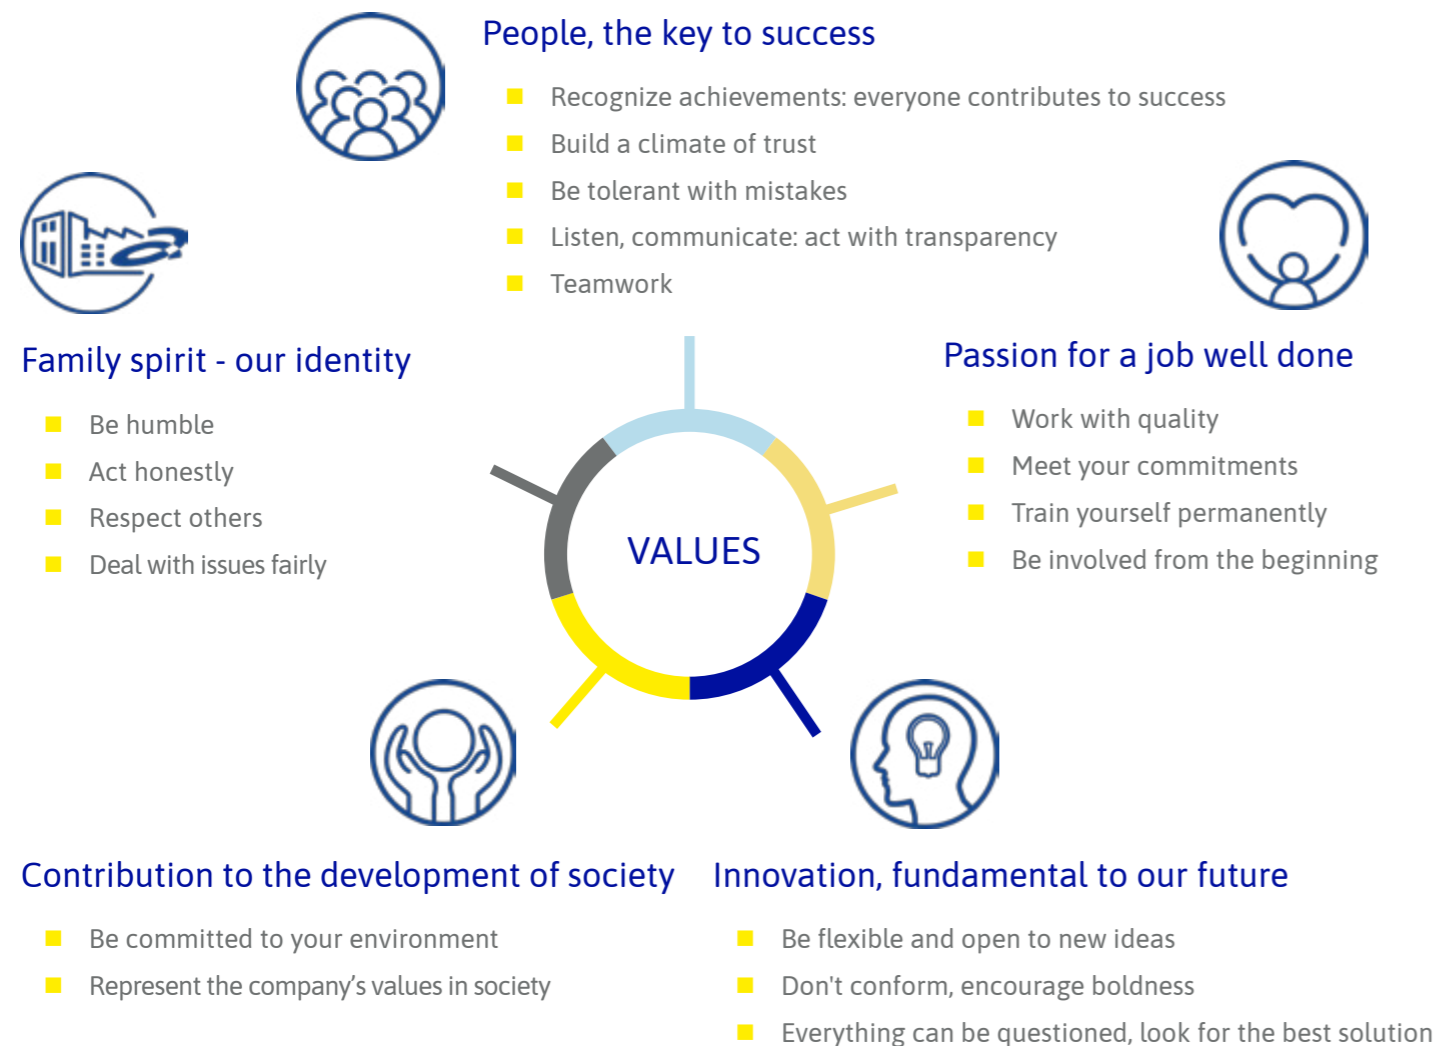 People, the key to success
Recognize achievements: everyone contributes to success
Build a climate of trust
Be tolerant with mistakes
Listen, communicate: act with transparency
Teamwork
Family spirit - our identity
Be humble
Act honestly
Respect others
Deal with issues fairly
Passion for a job well done
Work with quality
Meet your commitments
Train yourself permanently
Be involved from the beginning
VALUES
Contribution to the development of society
Be committed to your environment
Represent the company’s values in society
Innovation, fundamental to our future
Be flexible and open to new ideas
Don't conform, encourage boldness
Everything can be questioned, look for the best solution